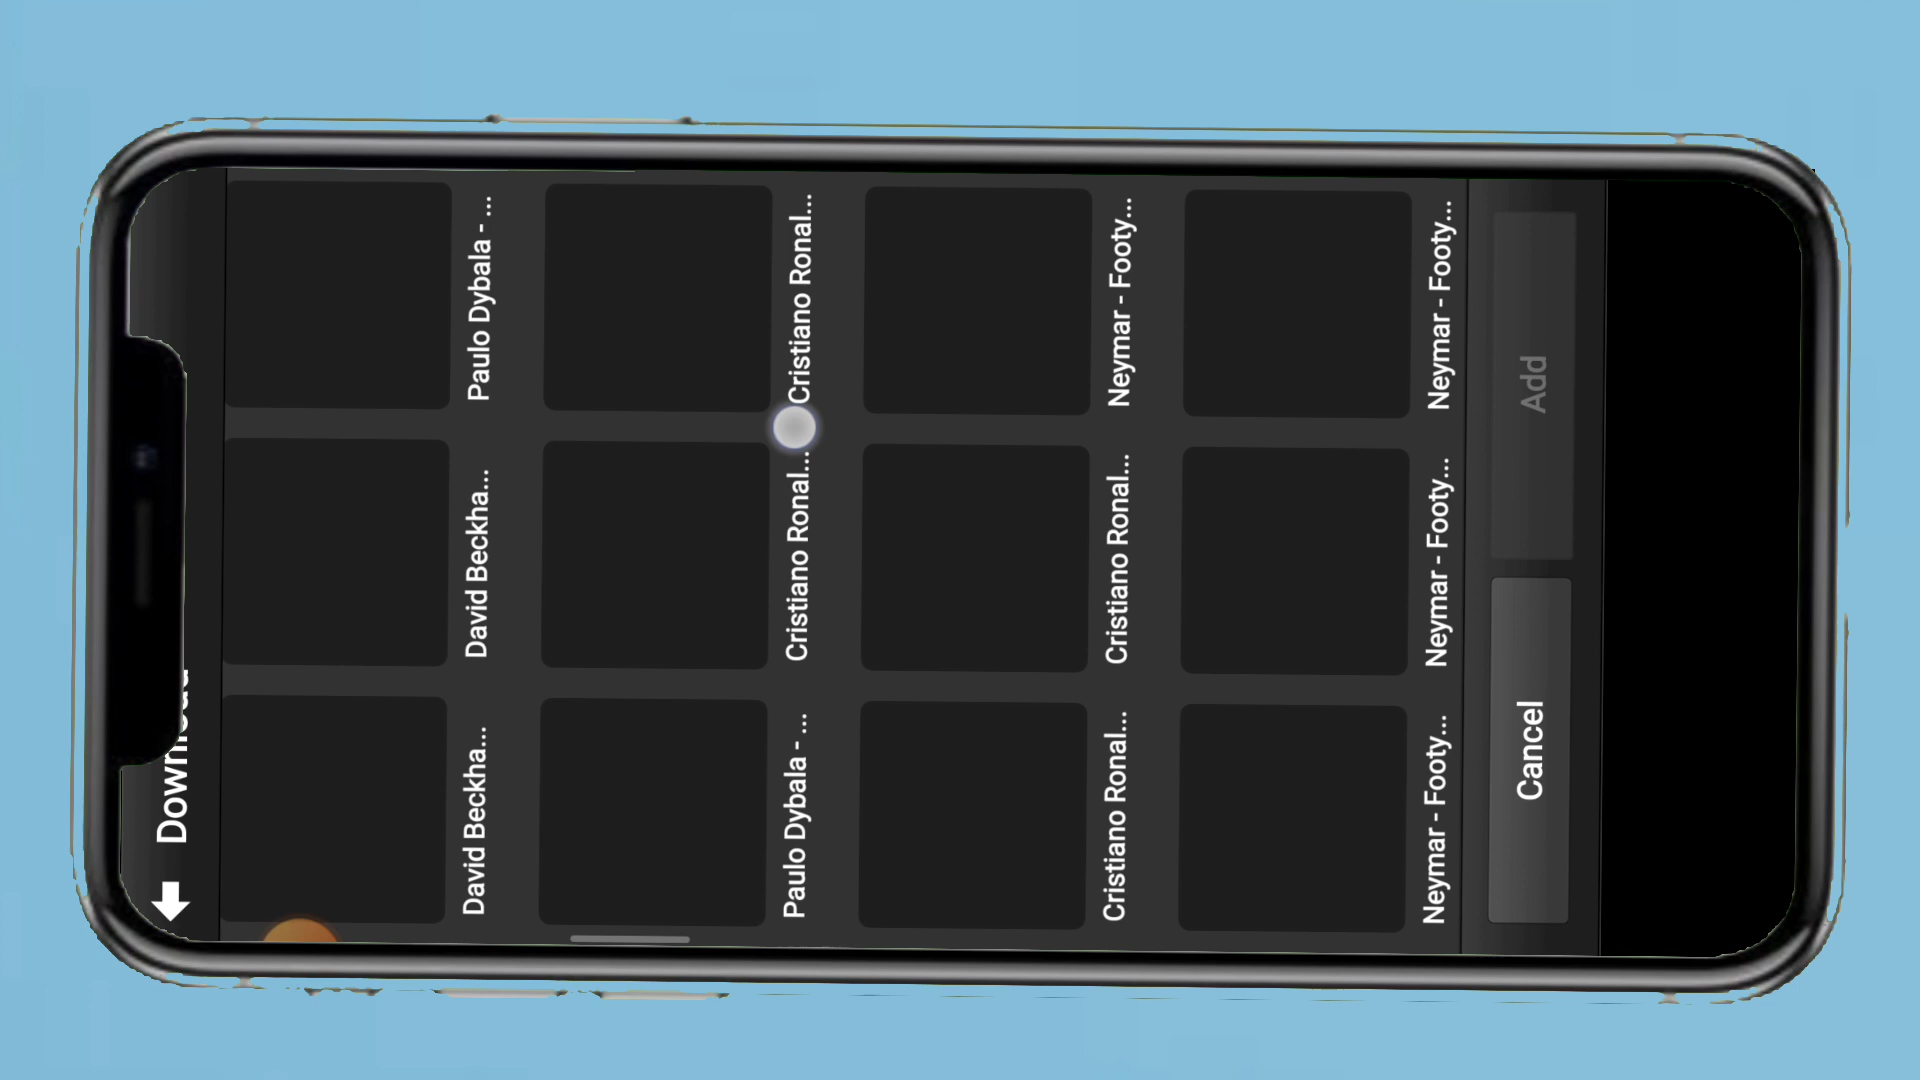 Download
David Beckha...
David Beckha...
Paulo Dybala - ...
Paulo Dybala - ...
Cristiano Ronal...
Cristiano Ronal...
Cristiano Ronal...
Cristiano Ronal...
Neymar - Footy...
Neymar - Footy...
Neymar - Footy...
Neymar - Footy...
Cancel
Add